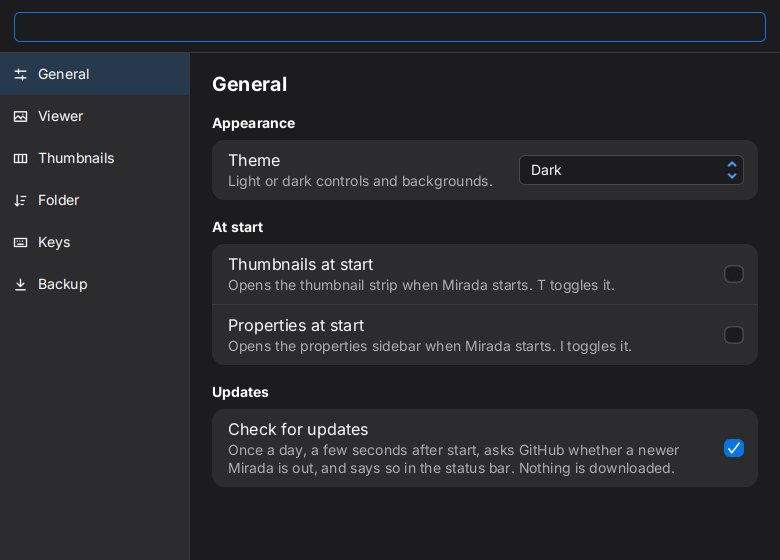 General
Viewer
Thumbnails
Folder
Keys
Backup
General
Appearance
Theme
Light or dark controls and backgrounds.
Dark
At start
Thumbnails at start
Opens the thumbnail strip when Mirada starts. T toggles it.
Properties at start
Opens the properties sidebar when Mirada starts. I toggles it.
Updates
Check for updates
Once a day, a few seconds after start, asks GitHub whether a newer
Mirada is out, and says so in the status bar. Nothing is downloaded.